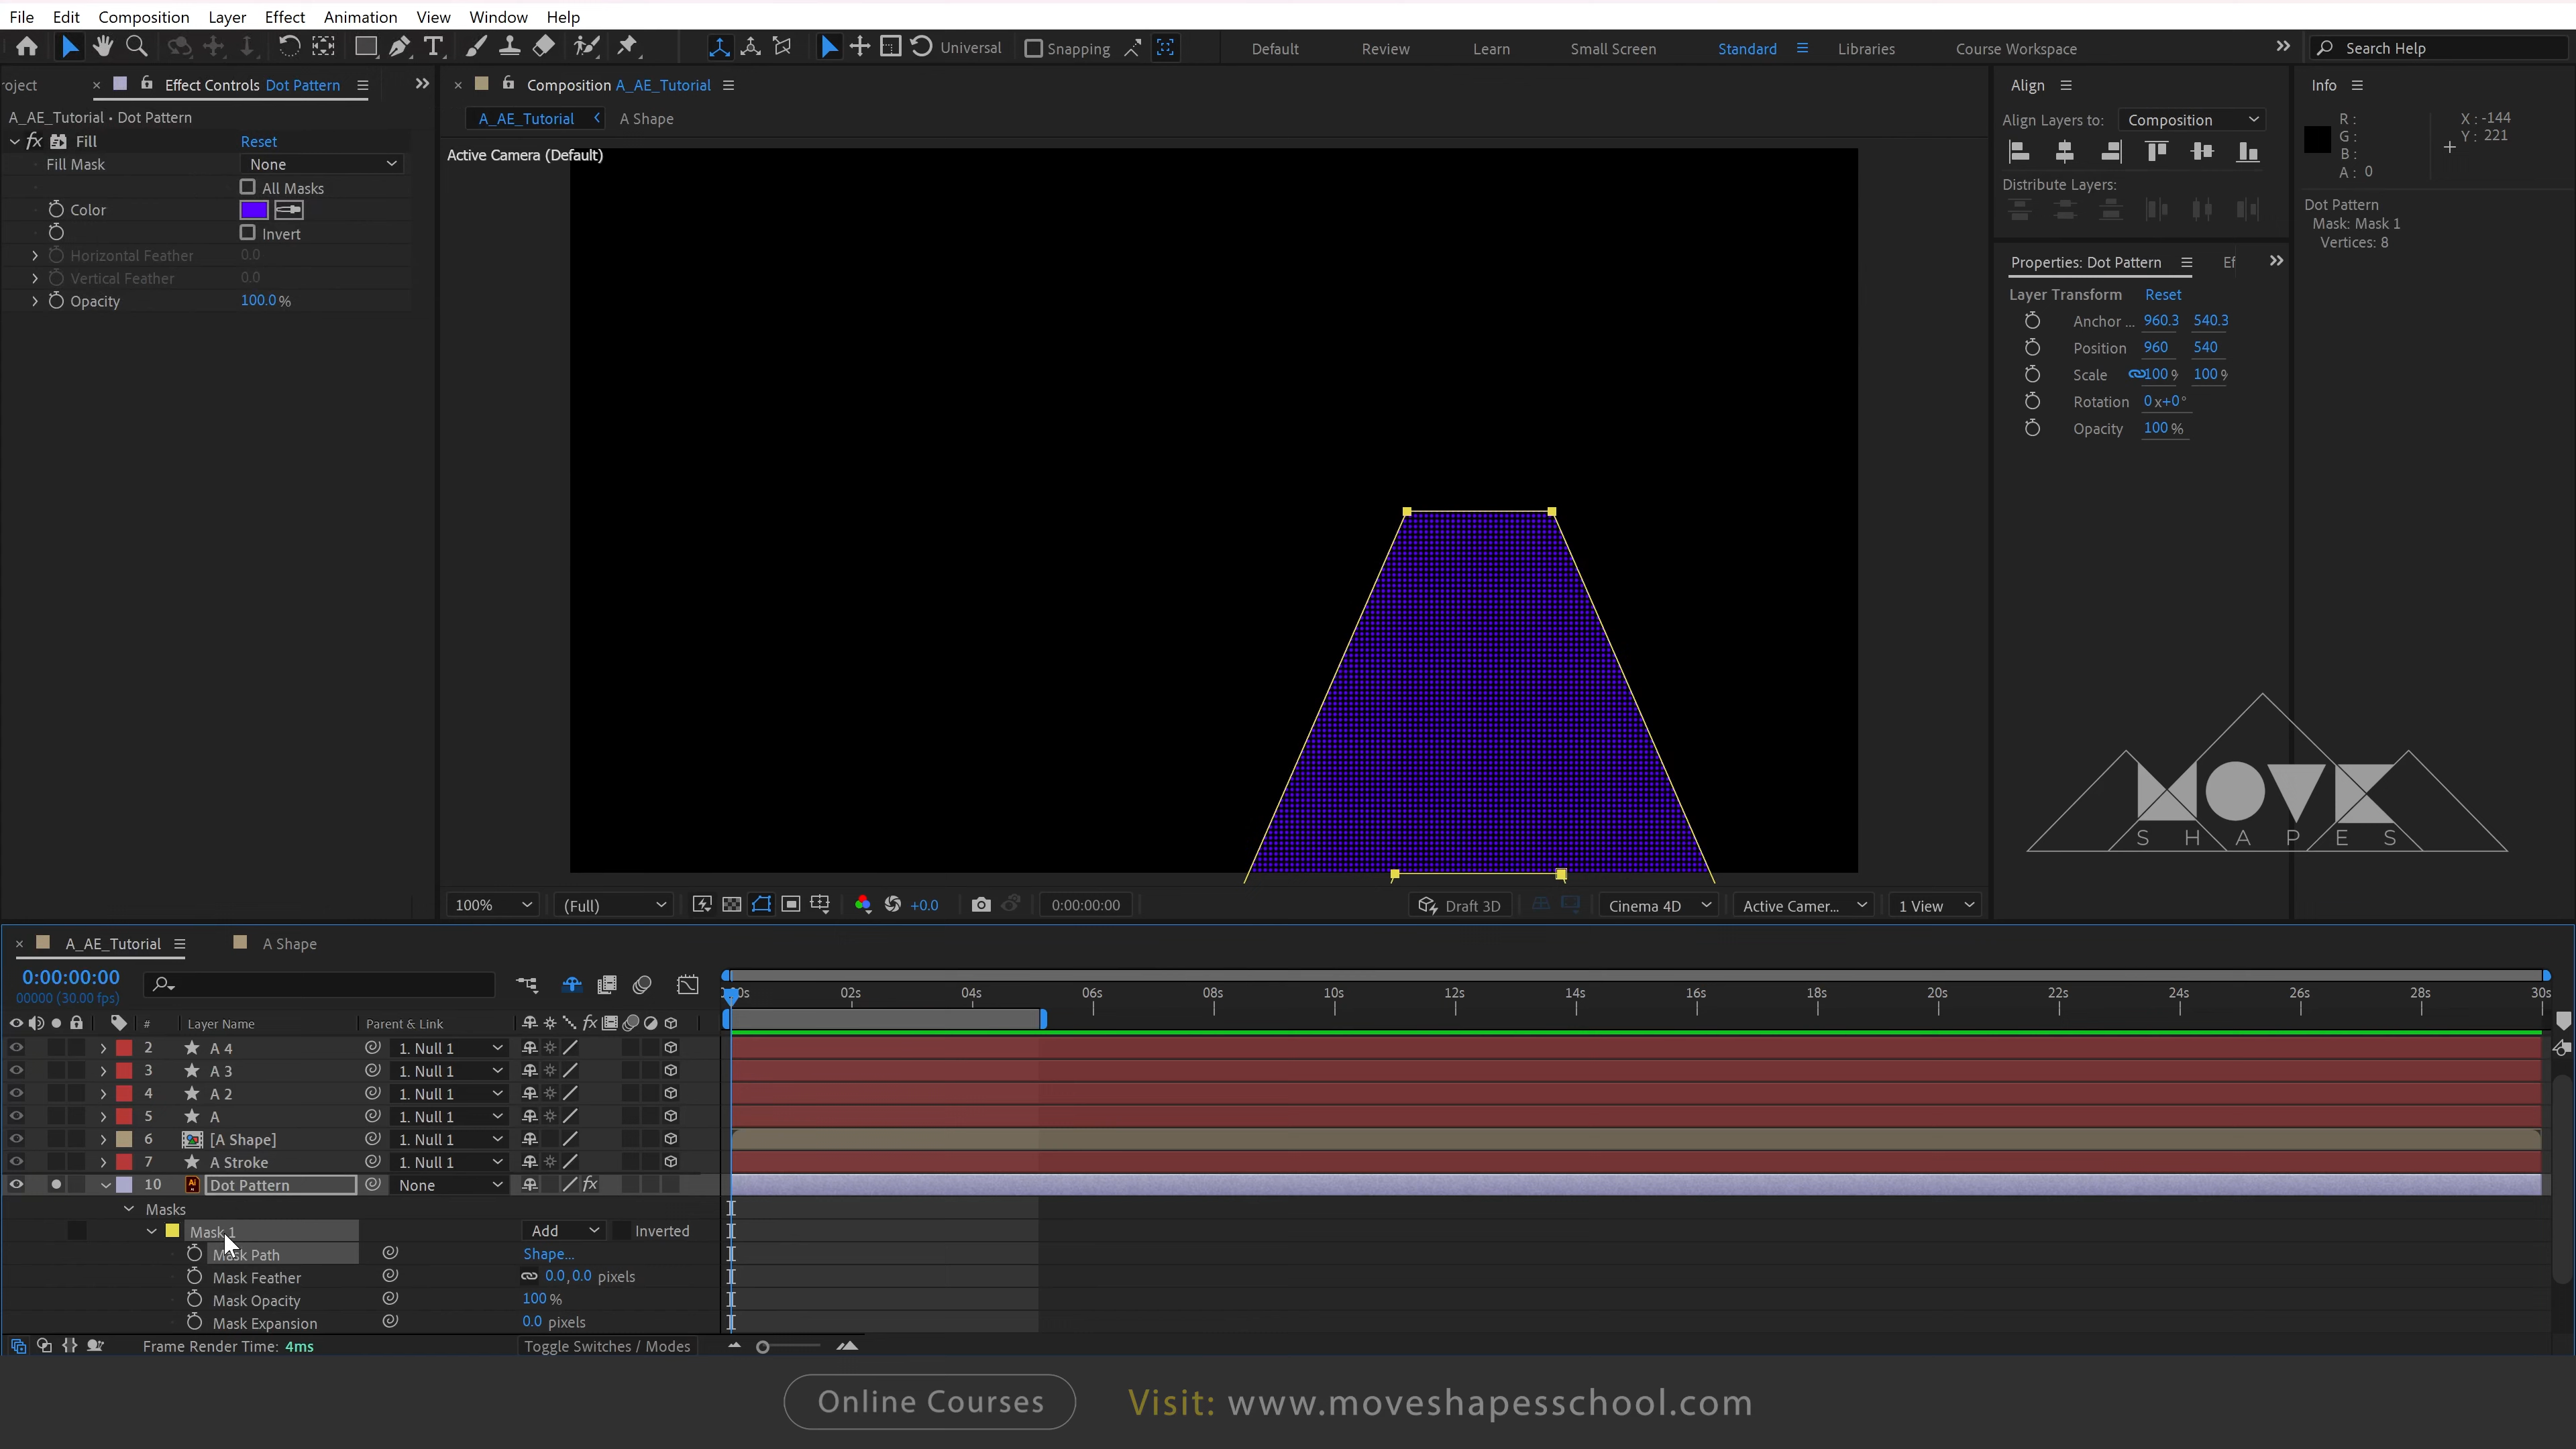 File Edit Composition Layer Effect Animation View Window Help
Universal Snapping Default Review Learn Small Screen Standard Libraries Course Workspace Search Help
oject Effect Controls Dot Pattern
Composition A_AE_Tutorial
Align
Info
A_AE_Tutorial • Dot Pattern
A_AE_Tutorial A Shape
Align Layers to: Composition
R : X : -144
G : Y : 221
B :
A : 0
fx Fill Reset
Fill Mask None
All Masks
Color
Invert
Horizontal Feather 0.0
Vertical Feather 0.0
Opacity 100.0 %
Active Camera (Default)
Distribute Layers:
Dot Pattern
Mask: Mask 1
Vertices: 8
Properties: Dot Pattern Ef
Layer Transform Reset
Anchor ... 960.3 540.3
Position 960 540
Scale 100 % 100 %
Rotation 0 x+0 °
Opacity 100 %
MOVE
SHAPES
100% (Full) +0.0 0:00:00:00 Draft 3D Cinema 4D Active Camer... 1 View
A_AE_Tutorial A Shape
0:00:00:00
00000 (30.00 fps)
02s 04s 06s 08s 10s 12s 14s 16s 18s 20s 22s 24s 26s 28s 30s
# Layer Name Parent & Link fx
2 A 4 1. Null 1
3 A 3 1. Null 1
4 A 2 1. Null 1
5 A 1. Null 1
6 [A Shape] 1. Null 1
7 A Stroke 1. Null 1
10 Ai Dot Pattern None fx
Masks
Mask 1 Add Inverted
Mask Path Shape...
Mask Feather 0.0,0.0 pixels
Mask Opacity 100 %
Mask Expansion 0.0 pixels
Frame Render Time: 4ms Toggle Switches / Modes
Online Courses Visit: www.moveshapesschool.com